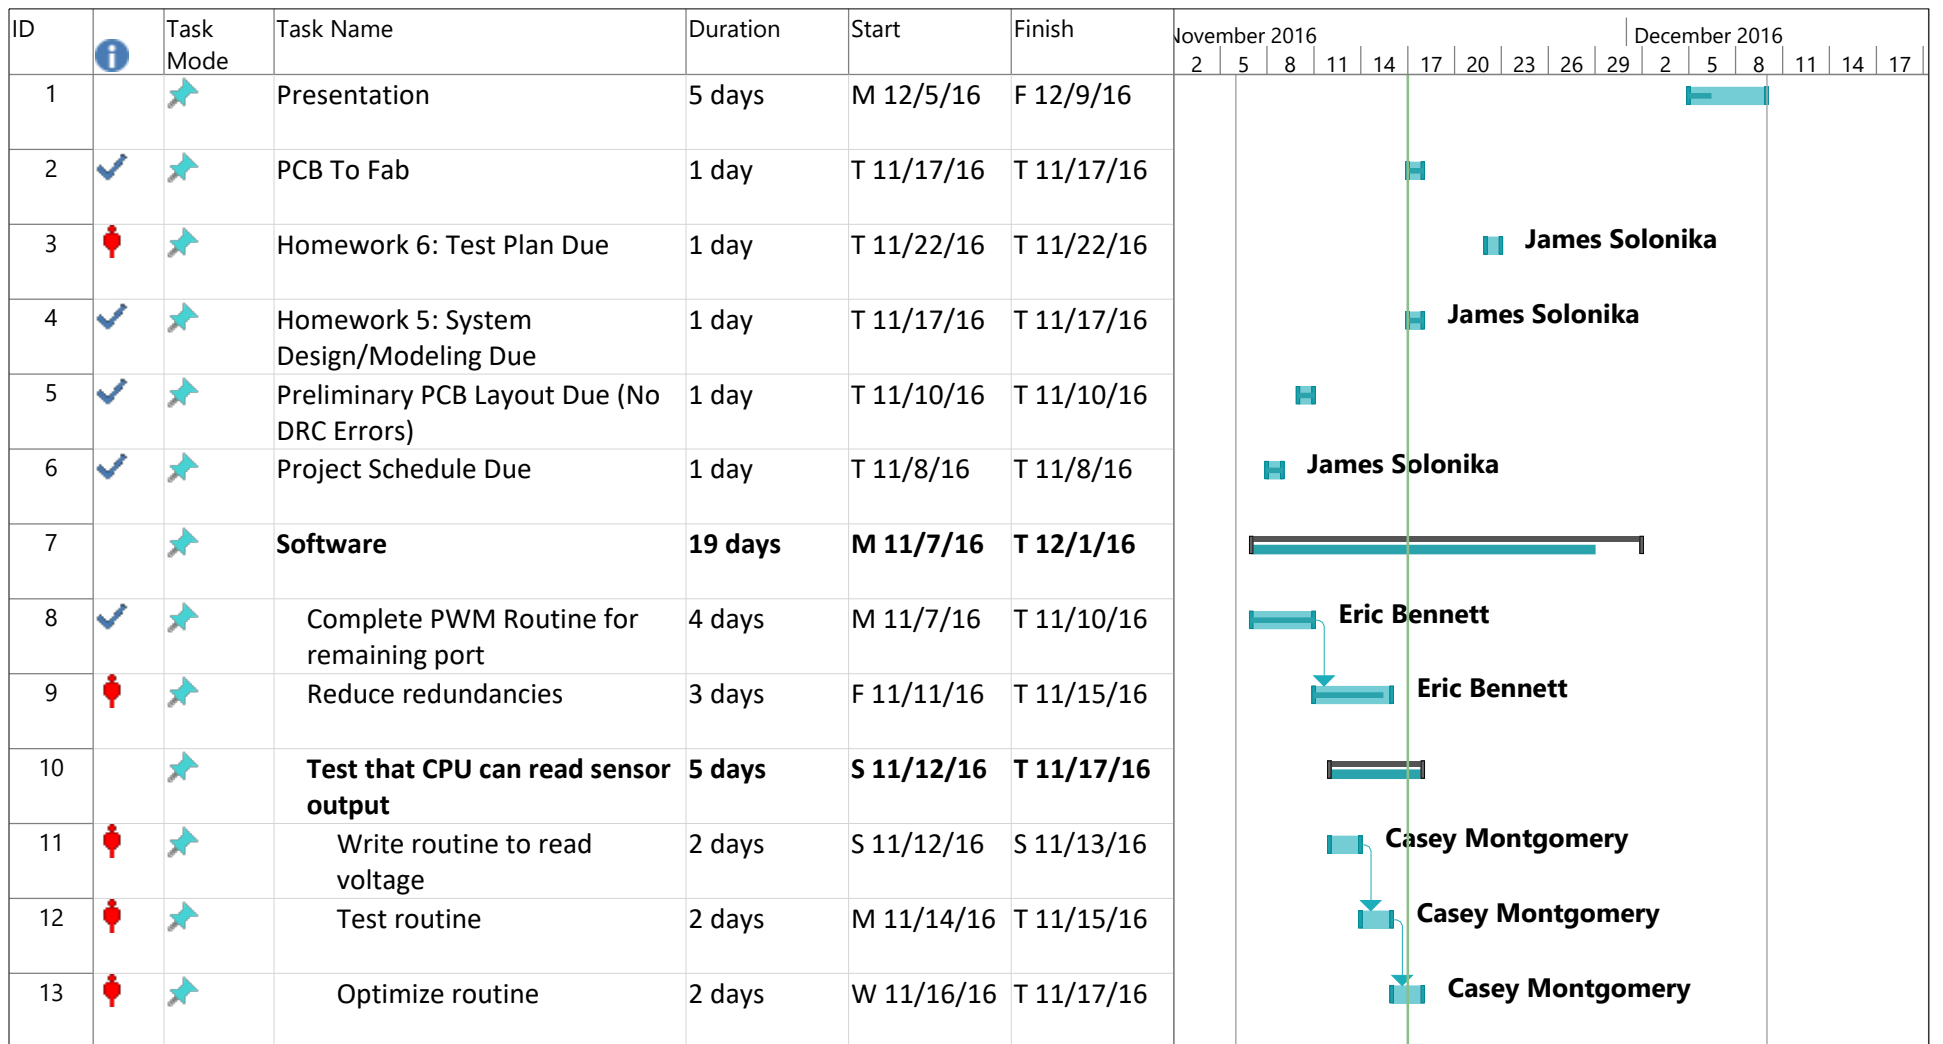 ID Task Mode Task Name Duration Start Finish November 2016 December 2016
2 5 8 11 14 17 20 23 26 29 2 5 8 11 14 17
1 Presentation 5 days M 12/5/16 F 12/9/16
2 PCB To Fab 1 day T 11/17/16 T 11/17/16
3 Homework 6: Test Plan Due 1 day T 11/22/16 T 11/22/16 James Solonika
4 Homework 5: System 1 day T 11/17/16 T 11/17/16 James Solonika
Design/Modeling Due
5 Preliminary PCB Layout Due (No 1 day T 11/10/16 T 11/10/16
DRC Errors)
6 Project Schedule Due 1 day T 11/8/16 T 11/8/16 James Solonika
7 Software 19 days M 11/7/16 T 12/1/16
8 Complete PWM Routine for 4 days M 11/7/16 T 11/10/16 Eric Bennett
remaining port
9 Reduce redundancies 3 days F 11/11/16 T 11/15/16 Eric Bennett
10 Test that CPU can read sensor 5 days S 11/12/16 T 11/17/16
output
11 Write routine to read 2 days S 11/12/16 S 11/13/16 Casey Montgomery
voltage
12 Test routine 2 days M 11/14/16 T 11/15/16 Casey Montgomery
13 Optimize routine 2 days W 11/16/16 T 11/17/16 Casey Montgomery